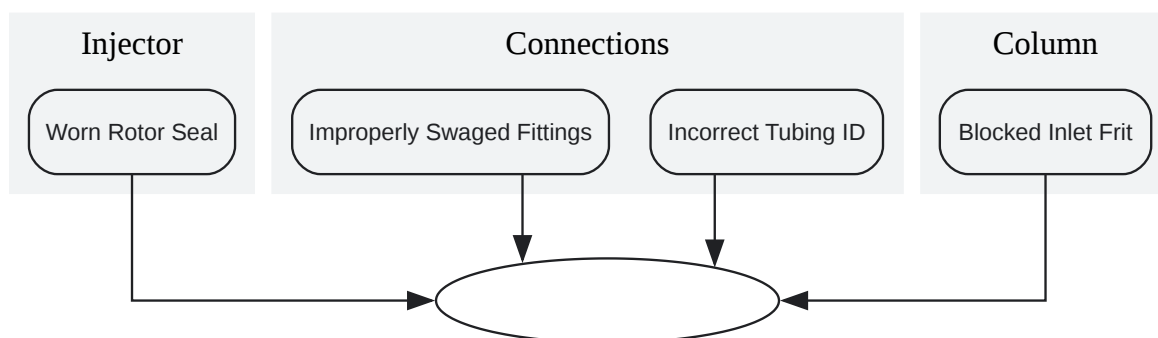 Injector
Connections
Column
Worn Rotor Seal
Improperly Swaged Fittings
Incorrect Tubing ID
Blocked Inlet Frit